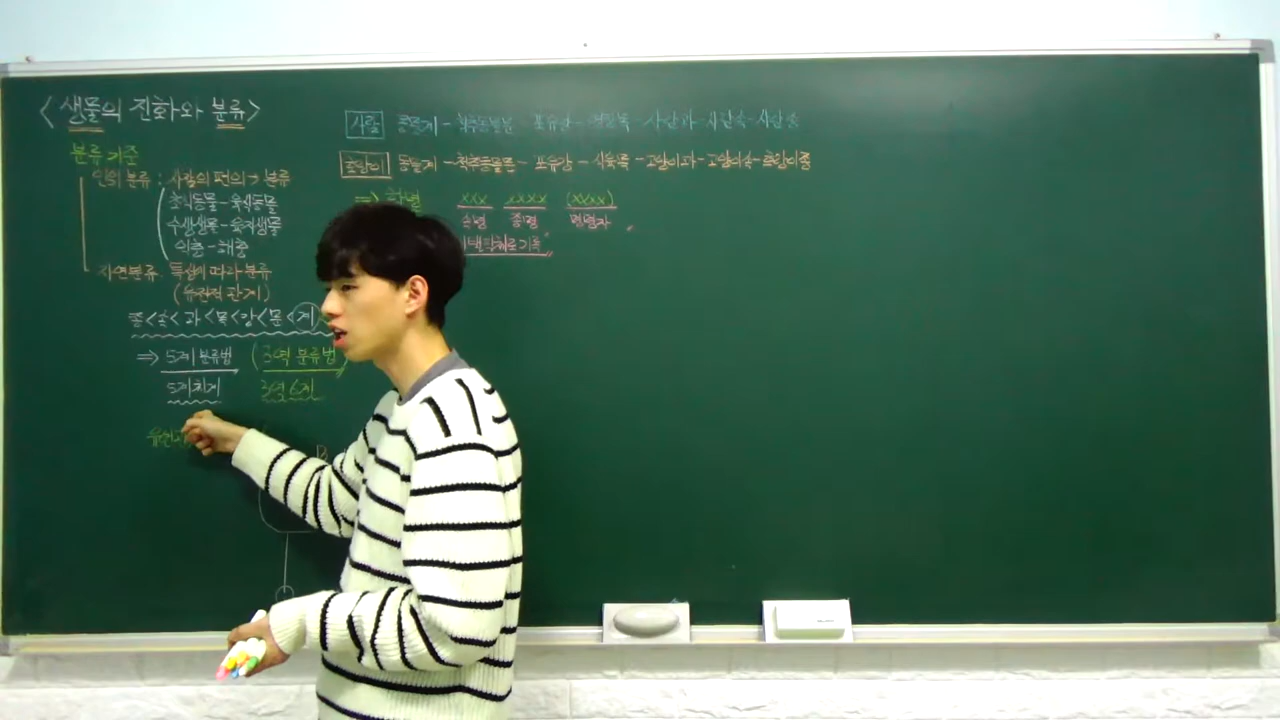 <생물의 진화와 분류>
분류 기준
인위 분류 : 사람의 편의 → 분류
초식동물 - 육식동물
수생생물 - 육지생물
익충 - 해충
자연분류 특성에 따라 분류
(유전적 관계)
종<속<과<목<강<문<계
⇒ 5계 분류법 (3역 분류법)
5계 체계 3역 6계
사람 동물계 - 척추동물문 - 포유강 - 영장목 - 사람과 - 사람속 - 사람종
호랑이 동물계 - 척추동물문 - 포유강 - 식육목 - 고양이과 - 고양이속 - 호랑이종
⇒ 학명 xxx xxxx (xxxx)
속명 종명 명명자
기록
B